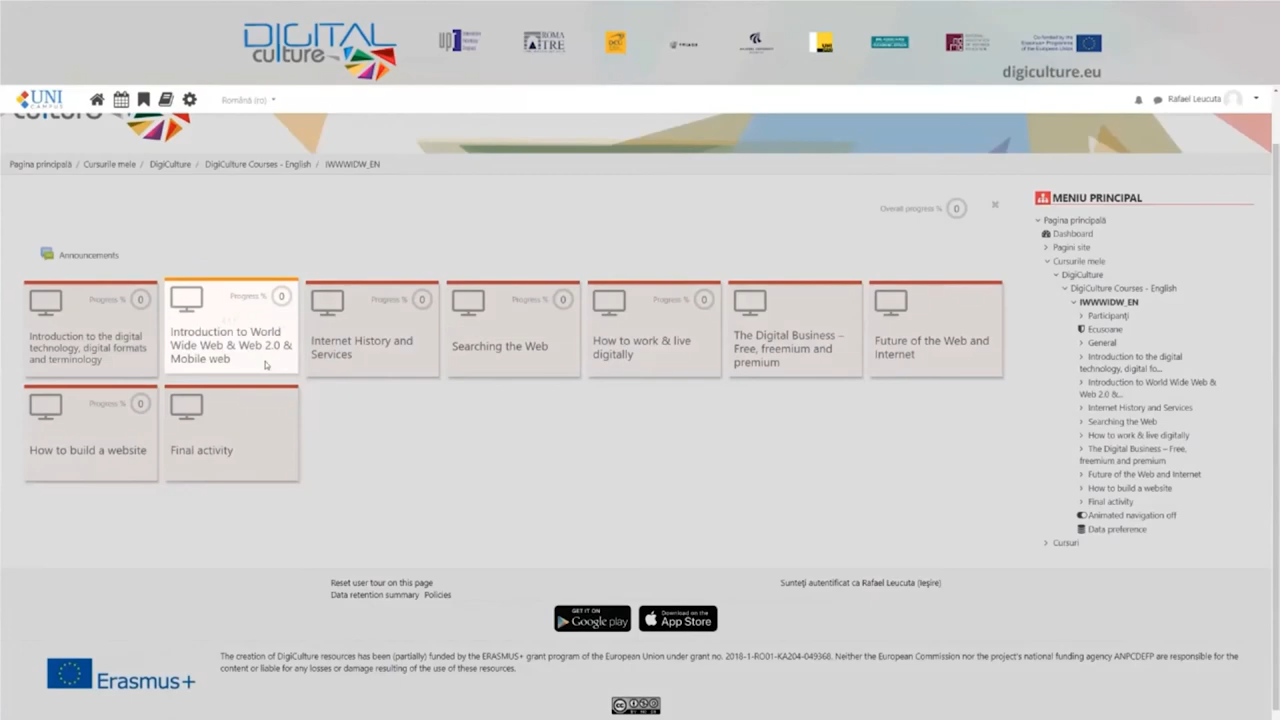 DIGITAL
culture
ROMA
TRE
Co-funded by the
Erasmus+ Programme
of the European Union
digiculture.eu
UNI
CAMPUS
Română (ro)
Rafael Leucuta
Pagina principală / Cursurile mele / DigiCulture / DigiCulture Courses - English / IWWWIDW_EN
Overall progress % 0
Announcements
Progress % 0
Introduction to the digital
technology, digital formats
and terminology
Progress % 0
Introduction to World
Wide Web & Web 2.0 &
Mobile web
Progress % 0
Internet History and
Services
Progress % 0
Searching the Web
Progress % 0
How to work & live
digitally
The Digital Business –
Free, freemium and
premium
Future of the Web and
Internet
Progress % 0
How to build a website
Final activity
MENIU PRINCIPAL
Pagina principală
Dashboard
Pagini site
Cursurile mele
DigiCulture
DigiCulture Courses - English
IWWWIDW_EN
Participanți
Ecusoane
General
Introduction to the digital
technology, digital fo...
Introduction to World Wide Web &
Web 2.0 &...
Internet History and Services
Searching the Web
How to work & live digitally
The Digital Business – Free,
freemium and premium
Future of the Web and Internet
How to build a website
Final activity
Animated navigation off
Data preference
Cursuri
Reset user tour on this page
Data retention summary Policies
Sunteți autentificat ca Rafael Leucuta (Ieșire)
GET IT ON
Google play
Download on the
App Store
Erasmus+
The creation of DigiCulture resources has been (partially) funded by the ERASMUS+ grant program of the European Union under grant no. 2018-1-RO01-KA204-049368. Neither the European Commission nor the project's national funding agency ANPCDEFP are responsible for the
content or liable for any losses or damage resulting of the use of these resources.